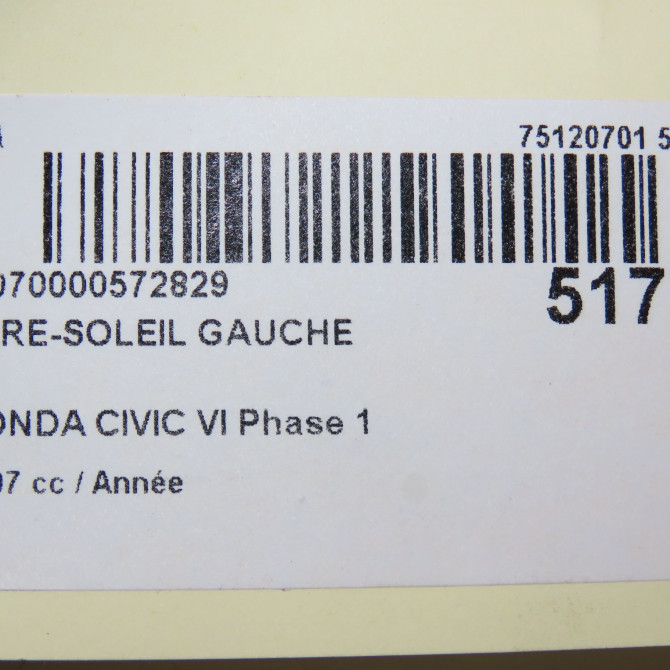 75120701 5
070000572829
517
RE-SOLEIL GAUCHE
ONDA CIVIC VI Phase 1
97 cc / Année